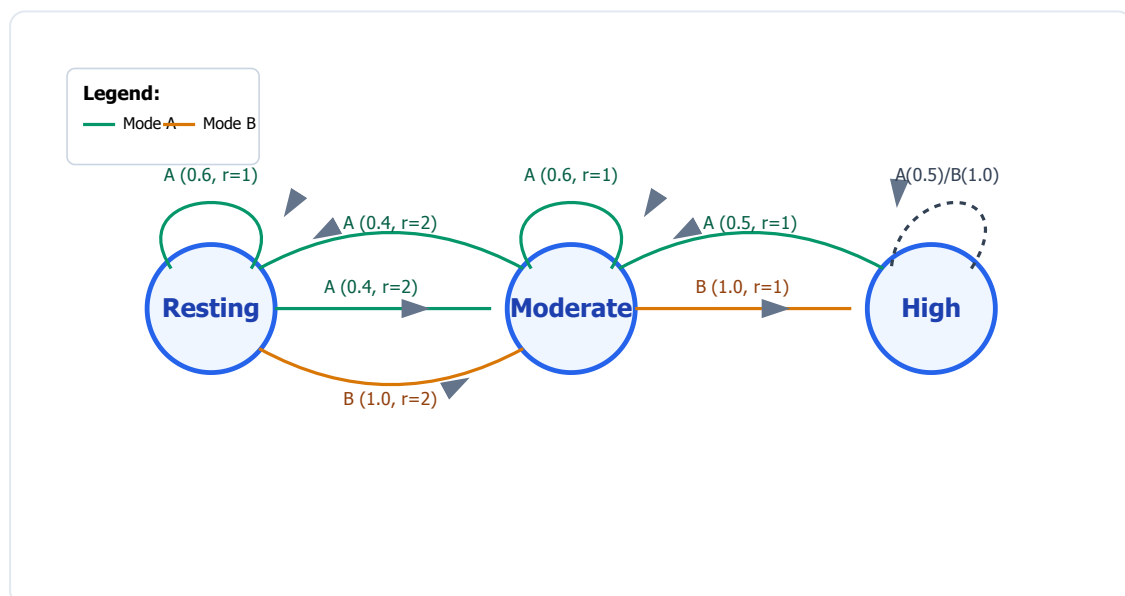 Legend:
Mode A Mode B
A (0.6, r=1) A (0.6, r=1) A(0.5)/B(1.0)
A (0.4, r=2) A (0.5, r=1)
A (0.4, r=2) B (1.0, r=1)
Resting Moderate High
B (1.0, r=2)